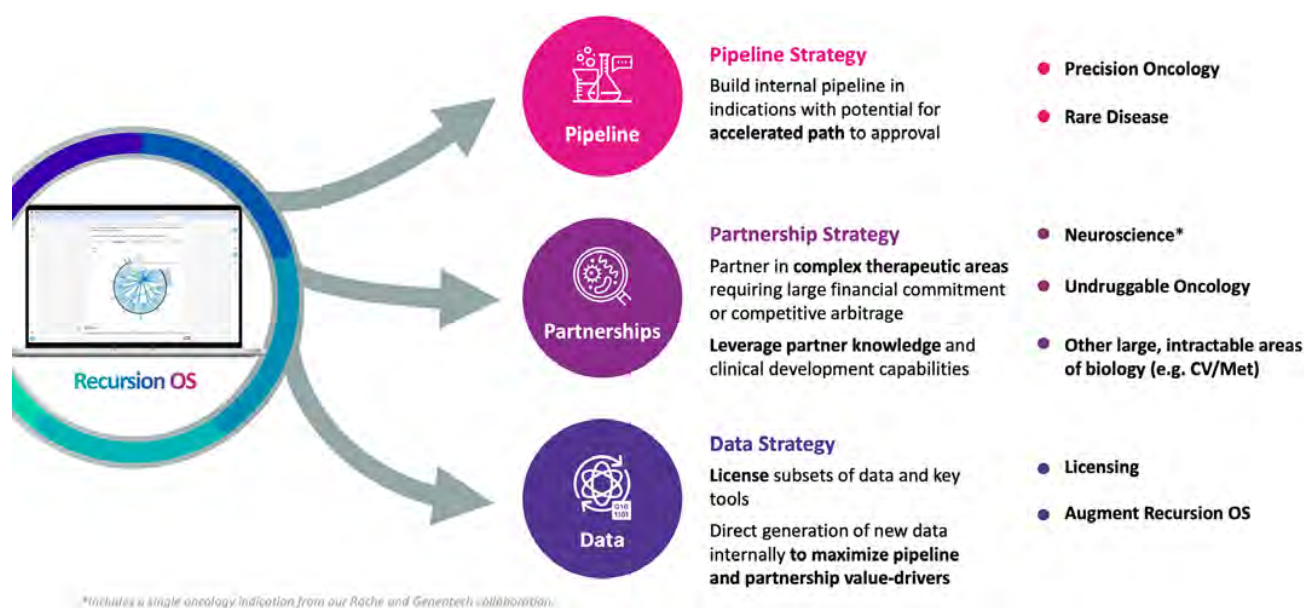 Pipeline
Pipeline Strategy
Build internal pipeline in
indications with potential for
accelerated path to approval
Precision Oncology
Rare Disease
Recursion OS
Partnerships
Partnership Strategy
Partner in complex therapeutic areas
requiring large financial commitment
or competitive arbitrage
Leverage partner knowledge and
clinical development capabilities
Neuroscience*
Undruggable Oncology
Other large, intractable areas
of biology (e.g. CV/Met)
Data
Data Strategy
License subsets of data and key
tools
Direct generation of new data
internally to maximize pipeline
and partnership value-drivers
Licensing
Augment Recursion OS
*Includes a single oncology indication from our Roche and Genentech collaboration.